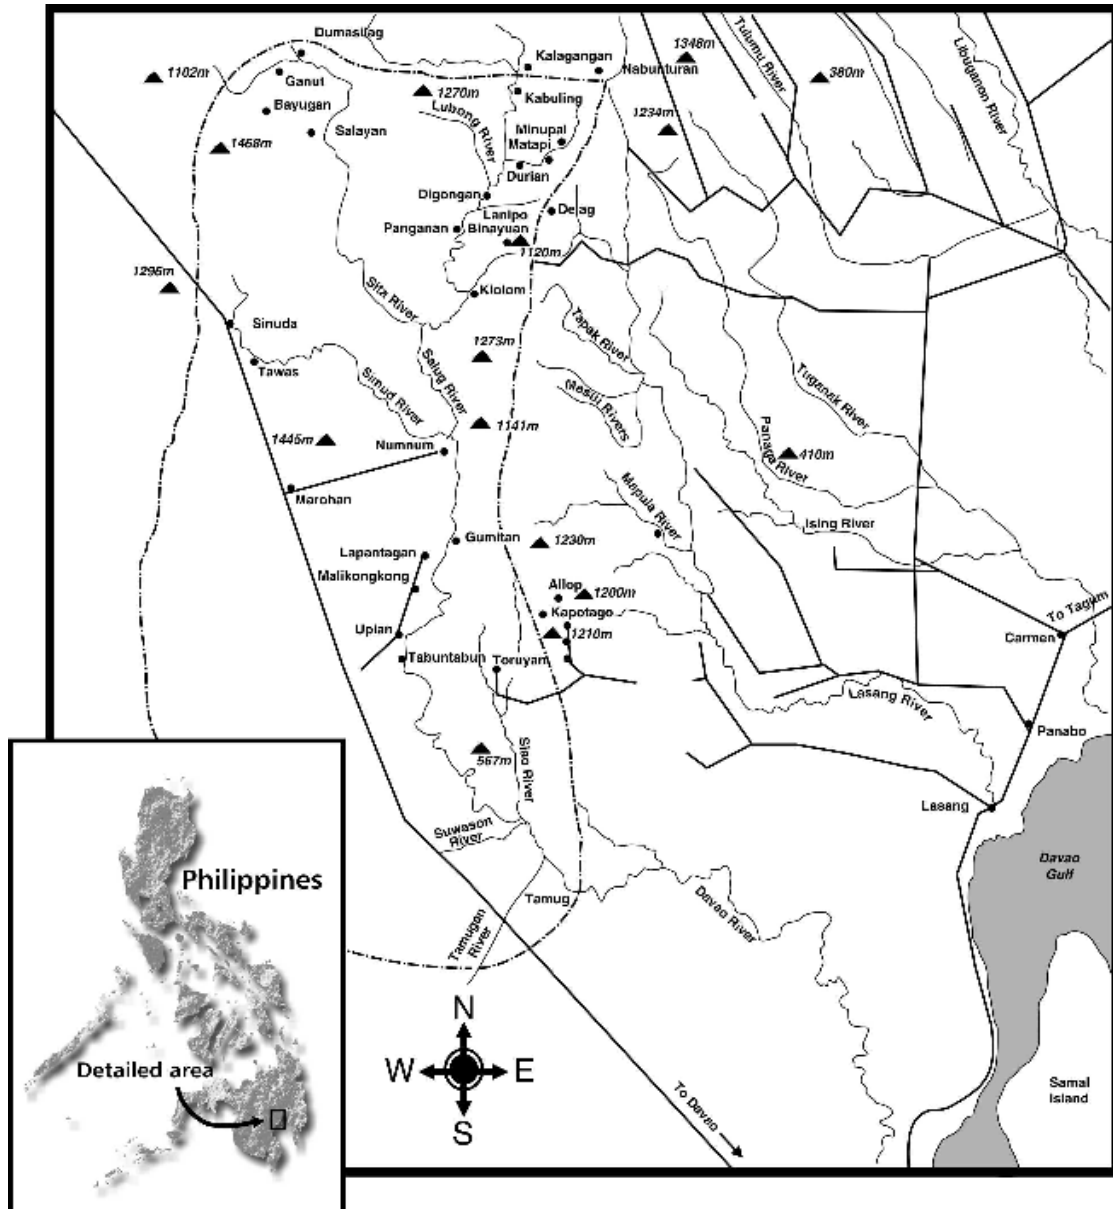 Dumasilag
Kalagangan
1348m
Tulumu River
Libuganon River
1102m
Ganut
Nabunturan
380m
1270m
Kabuling
Bayugan
Lubong River
1234m
Salayan
Minupal
1468m
Matapi
Durian
Digongan
Lanipo
Dejag
Panganan
Binayuan
1120m
1296m
Klolom
Sita River
Sinuda
Tapak River
1273m
Tawas
Salug River
Simud River
Mesui Rivers
Tuganak River
1445m
1141m
Numnum
Panaga River
410m
Marohan
Mapula River
Ising River
Gumitan
1230m
Lapantagan
Malikongkong
Allop
1200m
Kapotago
To Tagum
Upian
1210m
Carmen
Tabuntabun
Toruyan
Lasang River
Panabo
Siao River
567m
Lasang
Suwason
River
Davao
Gulf
Philippines
Tamug
Davao River
Tamugan
River
N
W
E
S
Detailed area
Samal
Island
To Davao